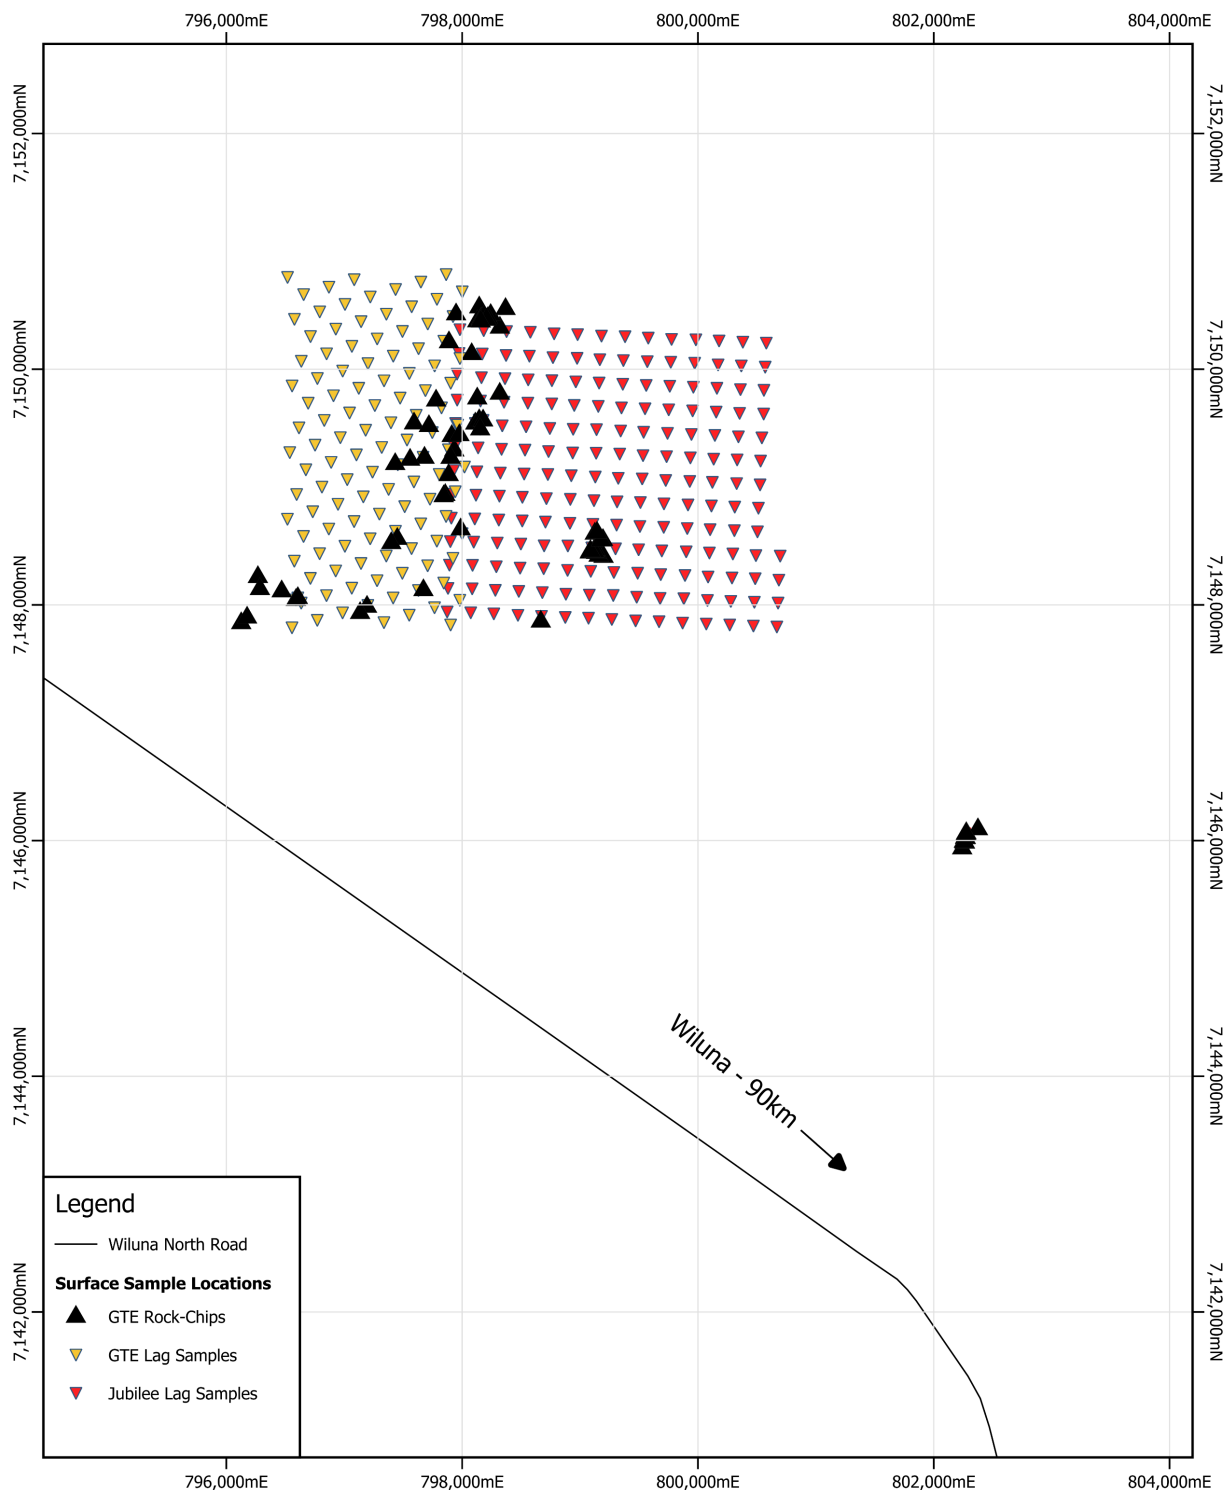 796,000mE 798,000mE 800,000mE 802,000mE 804,000mE
7,152,000mN 7,152,000mN
7,150,000mN 7,150,000mN
7,148,000mN 7,148,000mN
7,146,000mN 7,146,000mN
7,144,000mN 7,144,000mN
Wiluna - 90km
7,142,000mN 7,142,000mN
Legend
Wiluna North Road
Surface Sample Locations
GTE Rock-Chips
GTE Lag Samples
Jubilee Lag Samples
796,000mE 798,000mE 800,000mE 802,000mE 804,000mE